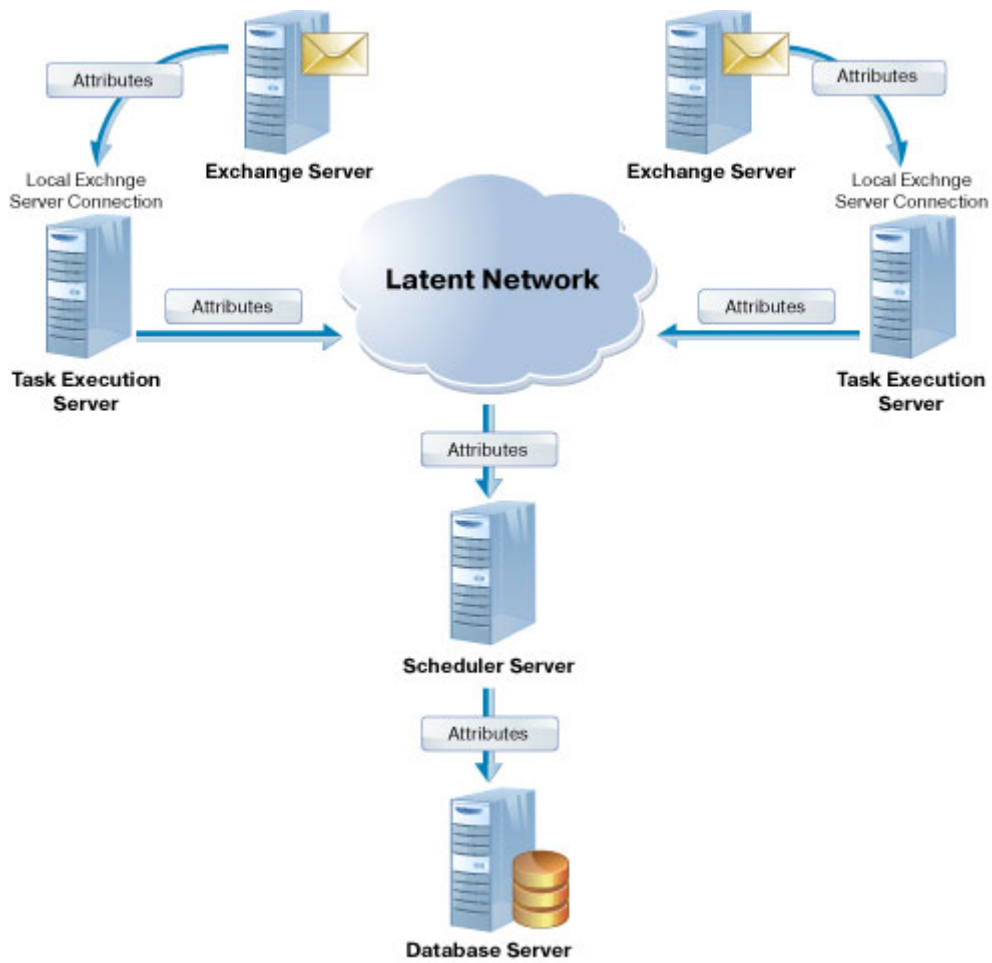 Attributes
Attributes
Exchange Server
Exchange Server
Local Exchnge
Server Connection
Local Exchnge
Server Connection
Latent Network
Attributes
Attributes
Task Execution
Server
Task Execution
Server
Attributes
Scheduler Server
Attributes
Database Server